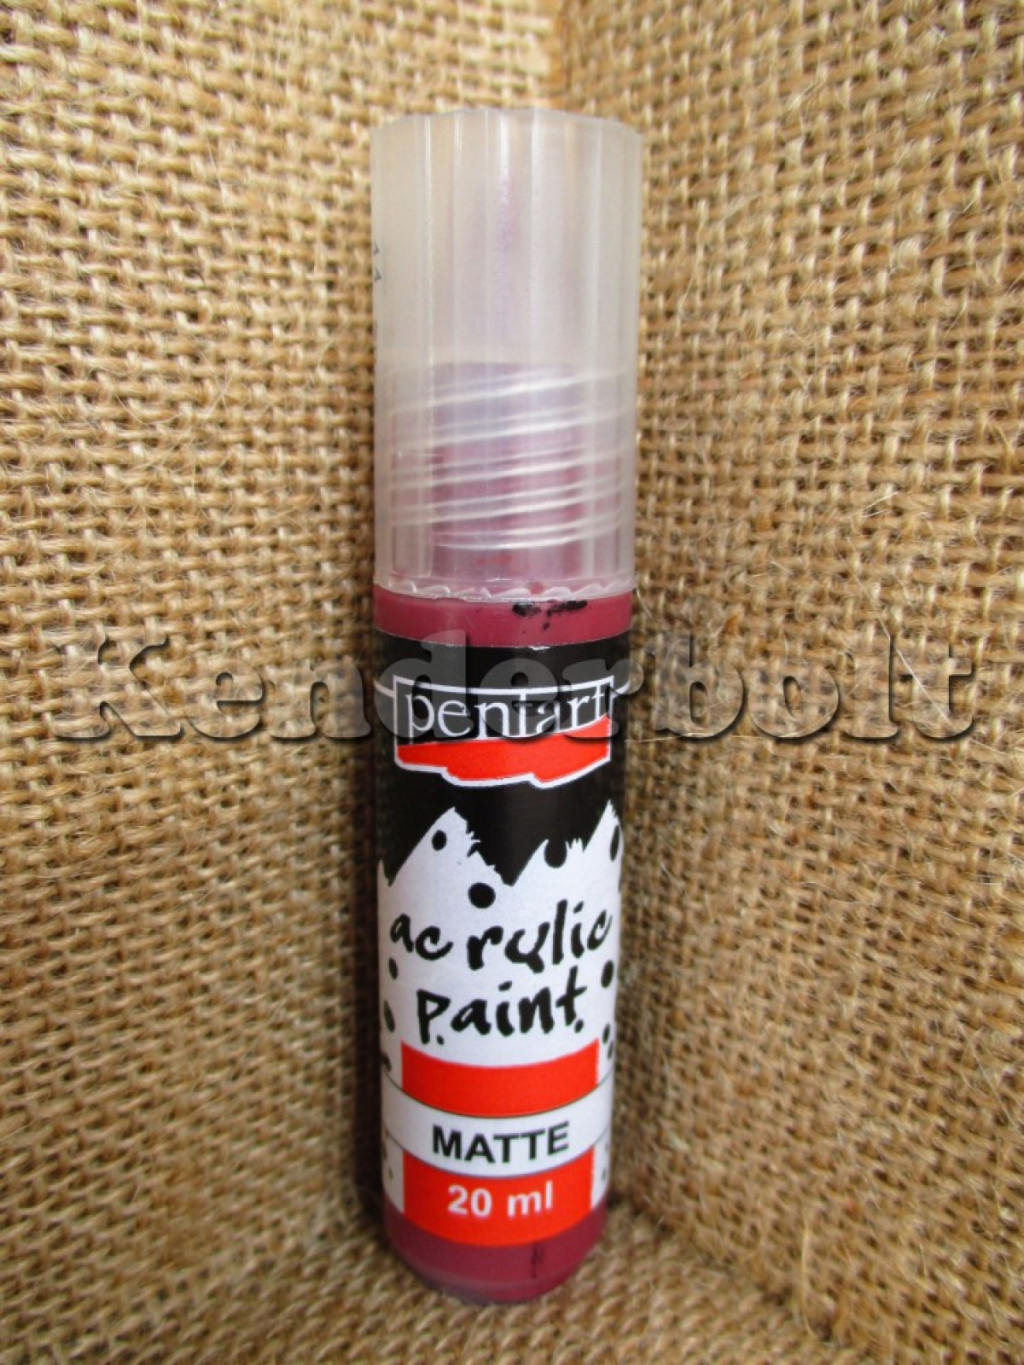 Kenderbolt
pentart
acrylic
paint
MATTE
20 ml